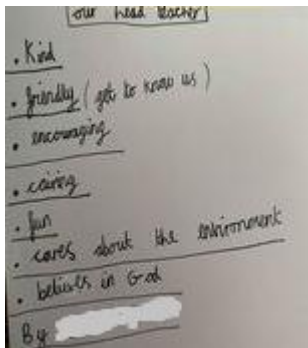 our head teacher
• Kind
• friendly (get to know us)
• encouraging
• caring
• fun
• cares about the environment
• believes in God
By